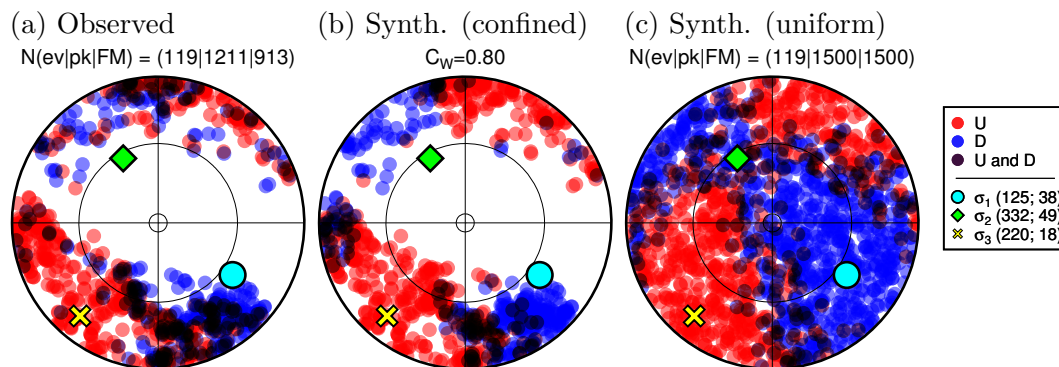 (a) Observed
N(ev|pk|FM) = (119|1211|913)
(b) Synth. (confined)
C_W=0.80
(c) Synth. (uniform)
N(ev|pk|FM) = (119|1500|1500)
U
D
U and D
σ₁ (125; 38)
σ₂ (332; 49)
σ₃ (220; 18)